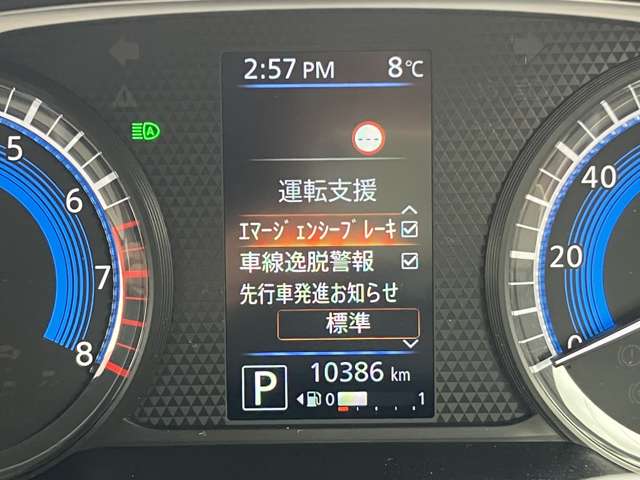 2:57 PM 8℃
運転支援
ｴﾏｰｼﾞｪﾝｼｰﾌﾞﾚｰｷ
車線逸脱警報
先行車発進お知らせ
標準
P 10386 km
0 1
5
6
7
8
A
40
20
0